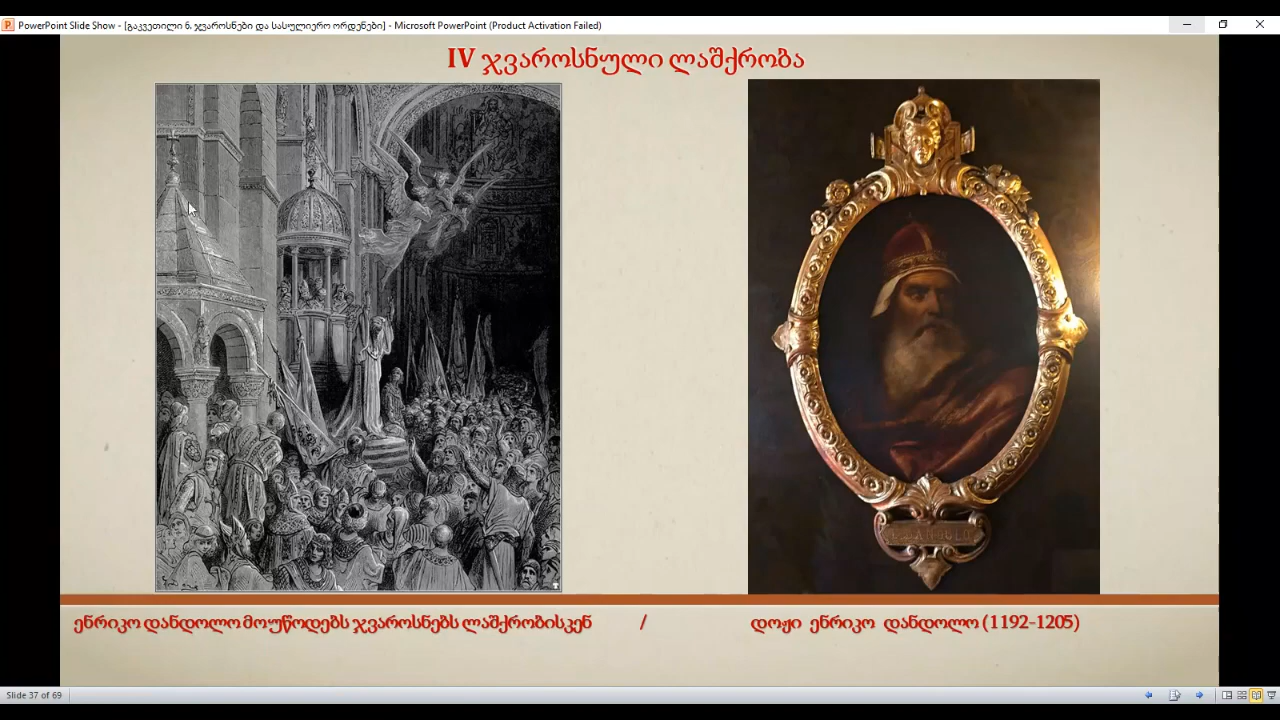 PowerPoint Slide Show - [გაკვეთილი 6. ჯვაროსნები და სასულიერო ორდენები] - Microsoft PowerPoint (Product Activation Failed)
IV ჯვაროსნული ლაშქრობა
ენრიკო დანდოლო მოუწოდებს ჯვაროსნებს ლაშქრობისკენ / დოჟი ენრიკო დანდოლო (1192-1205)
Slide 37 of 69